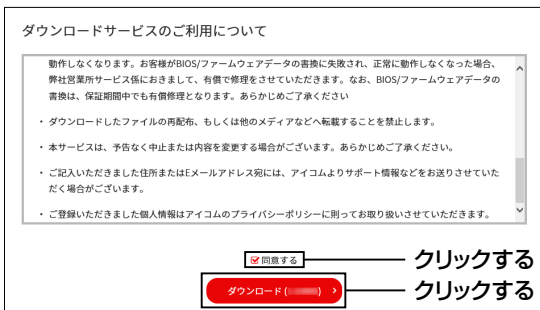 ダウンロードサービスのご利用について
動作しなくなります。お客様がBIOS/ファームウェアデータの書換に失敗され、正常に動作しなくなった場合、
弊社営業所サービス係におきまして、有償で修理をさせていただきます。なお、BIOS/ファームウェアデータの
書換は、保証期間中でも有償修理となります。あらかじめご了承ください
・ダウンロードしたファイルの再配布、もしくは他のメディアなどへ転載することを禁止します。
・本サービスは、予告なく中止または内容を変更する場合がございます。あらかじめご了承ください。
・ご記入いただきました住所またはEメールアドレス宛には、アイコムよりサポート情報などをお送りさせていた
だく場合がございます。
・ご登録いただきました個人情報はアイコムのプライバシーポリシーに則ってお取り扱いさせていただきます。
同意する クリックする
ダウンロード ( ) クリックする